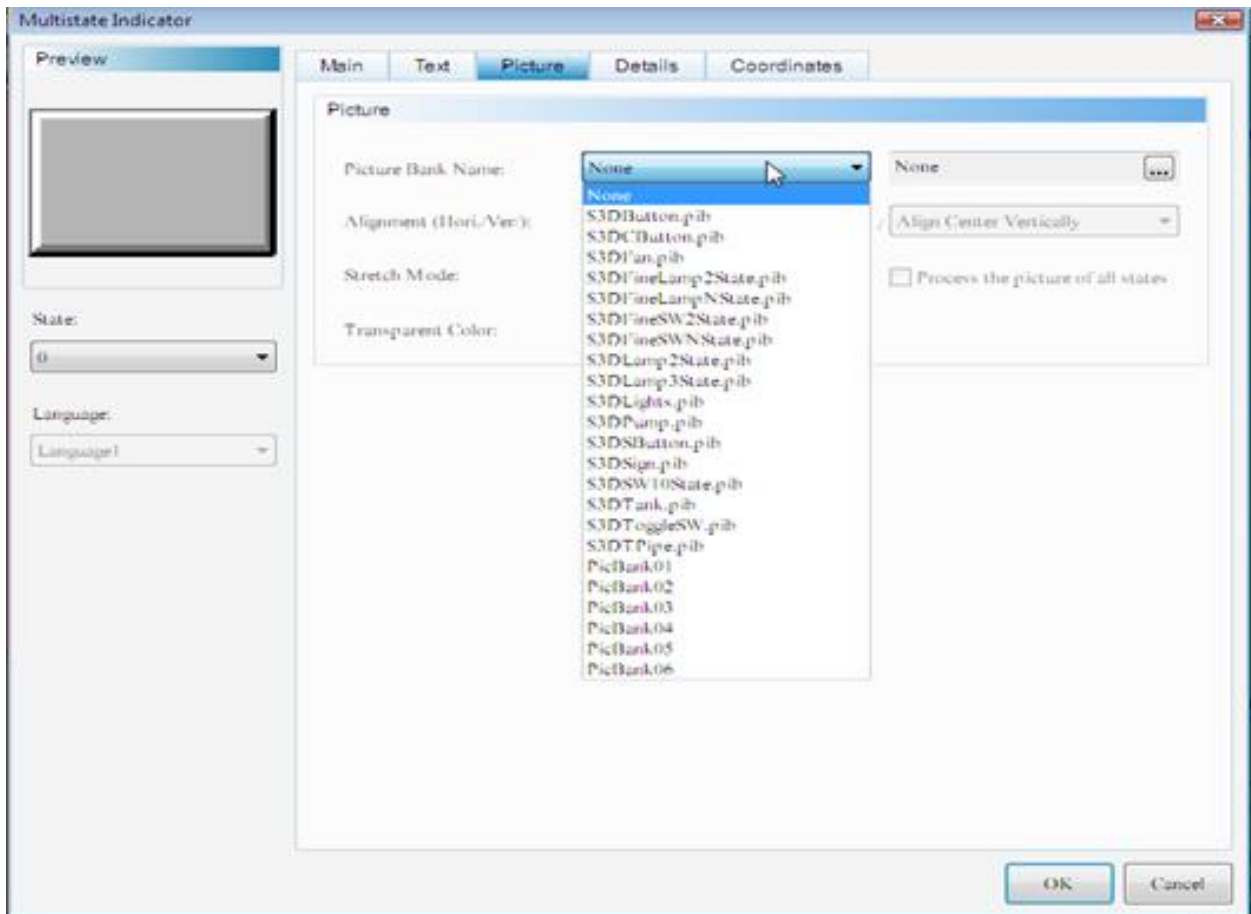 Multistate Indicator
Preview
Main Text Picture Details Coordinates
Picture
Picture Bank Name: None None ...
None
Alignment (Hori./Ver.): / Align Center Vertically
Stretch Mode: Process the picture of all states
Transparent Color:
S3DButton.pib
S3DCButton.pib
S3DFan.pib
S3DFineLamp2State.pib
S3DFineLampNState.pib
S3DFineSW2State.pib
S3DFineSWNState.pib
S3DLamp2State.pib
S3DLamp3State.pib
S3DLights.pib
S3DPump.pib
S3DSButton.pib
S3DSign.pib
S3DSW10State.pib
S3DTank.pib
S3DToggleSW.pib
S3DTPipe.pib
PicBank01
PicBank02
PicBank03
PicBank04
PicBank05
PicBank06
State:
0
Language:
Language1
OK Cancel